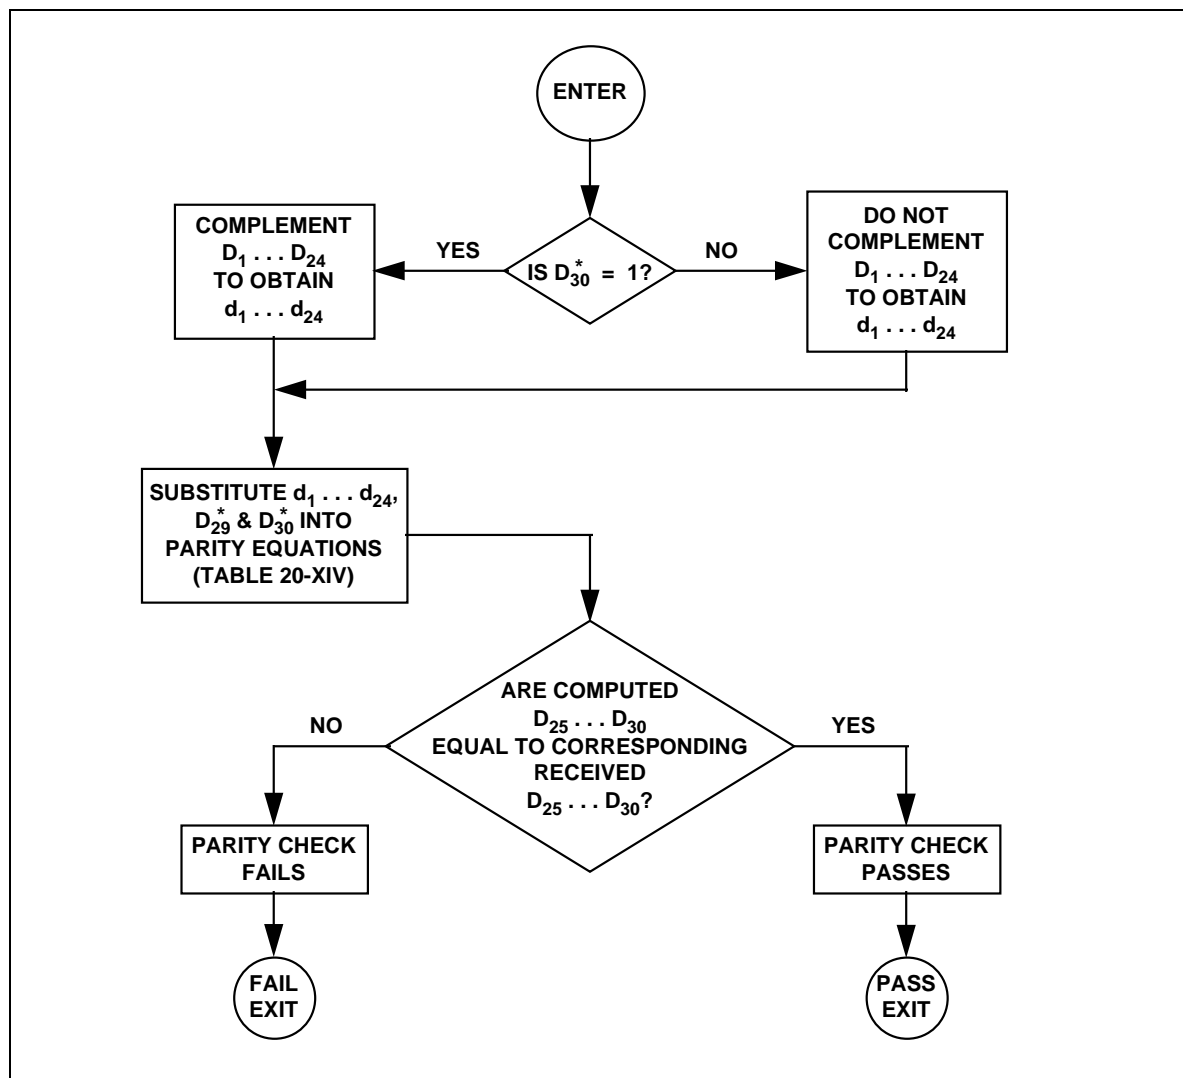 ENTER
IS D*30 = 1?
YES
NO
COMPLEMENT
D1 . . . D24
TO OBTAIN
d1 . . . d24
DO NOT
COMPLEMENT
D1 . . . D24
TO OBTAIN
d1 . . . d24
SUBSTITUTE d1 . . . d24,
D*29 & D*30 INTO
PARITY EQUATIONS
(TABLE 20-XIV)
ARE COMPUTED
D25 . . . D30
EQUAL TO CORRESPONDING
RECEIVED
D25 . . . D30?
NO
YES
PARITY CHECK
FAILS
PARITY CHECK
PASSES
FAIL
EXIT
PASS
EXIT